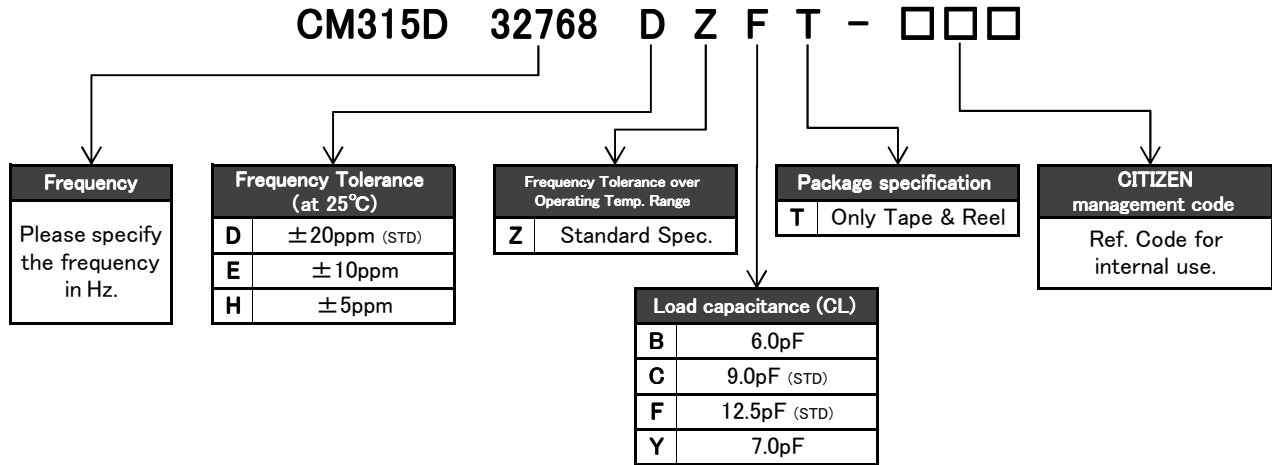 CM315D 32768 D Z F T - □□□
Frequency
Please specify
the frequency
in Hz.
Frequency Tolerance
(at 25℃)
D ±20ppm (STD)
E ±10ppm
H ±5ppm
Frequency Tolerance over
Operating Temp. Range
Z Standard Spec.
Load capacitance (CL)
B 6.0pF
C 9.0pF (STD)
F 12.5pF (STD)
Y 7.0pF
Package specification
T Only Tape & Reel
CITIZEN
management code
Ref. Code for
internal use.